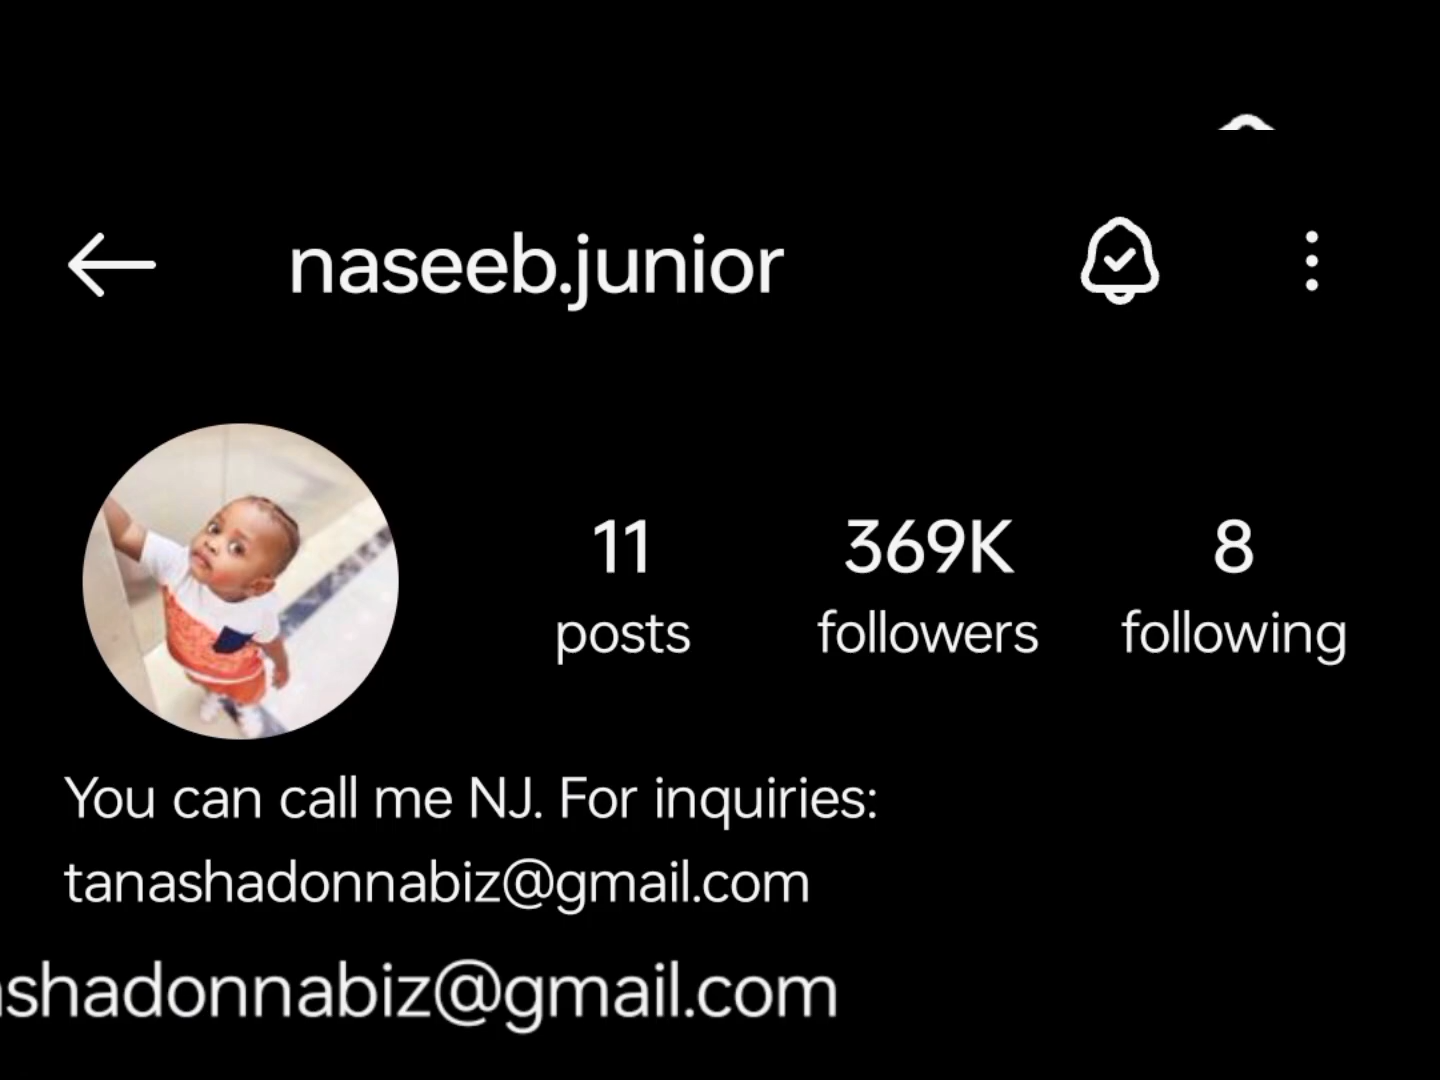 naseeb.junior
11 369K 8
posts followers following
You can call me NJ. For inquiries:
tanashadonnabiz@gmail.com
ashadonnabiz@gmail.com